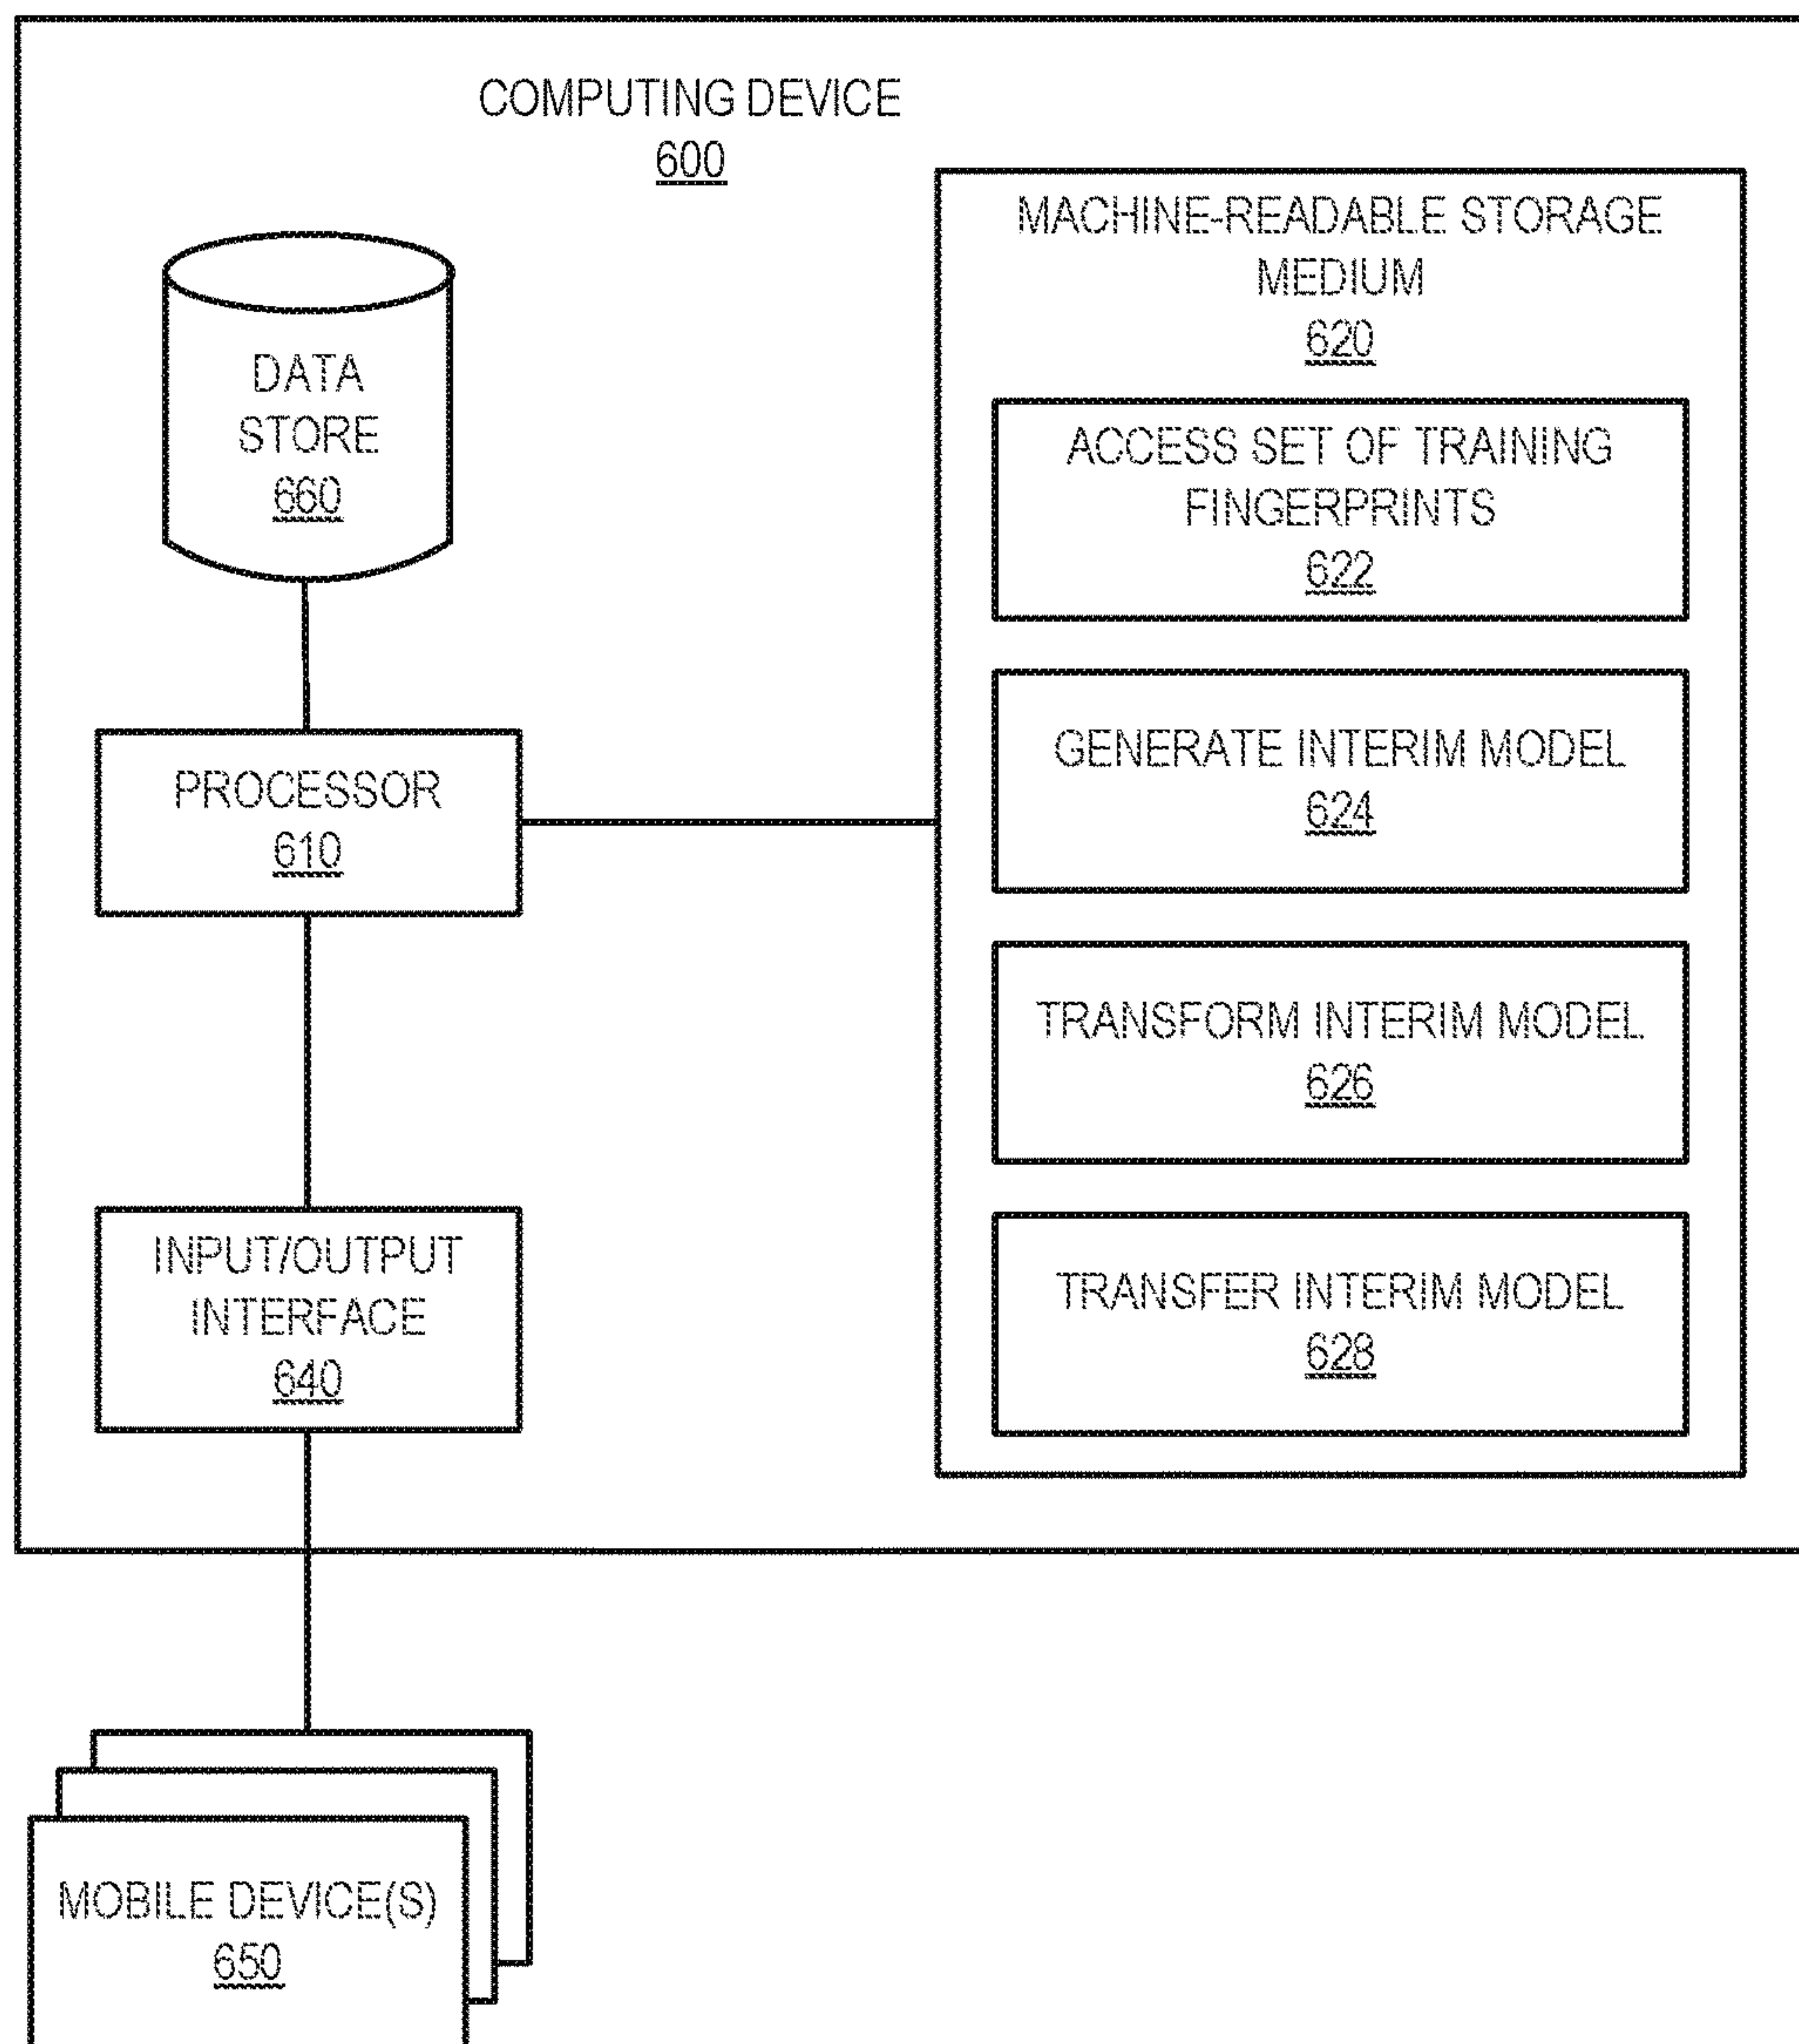 COMPUTING DEVICE
600
DATA
STORE
660
PROCESSOR
610
INPUT/OUTPUT
INTERFACE
640
MACHINE-READABLE STORAGE
MEDIUM
620
ACCESS SET OF TRAINING
FINGERPRINTS
622
GENERATE INTERIM MODEL
624
TRANSFORM INTERIM MODEL
626
TRANSFER INTERIM MODEL
628
MOBILE DEVICE(S)
650